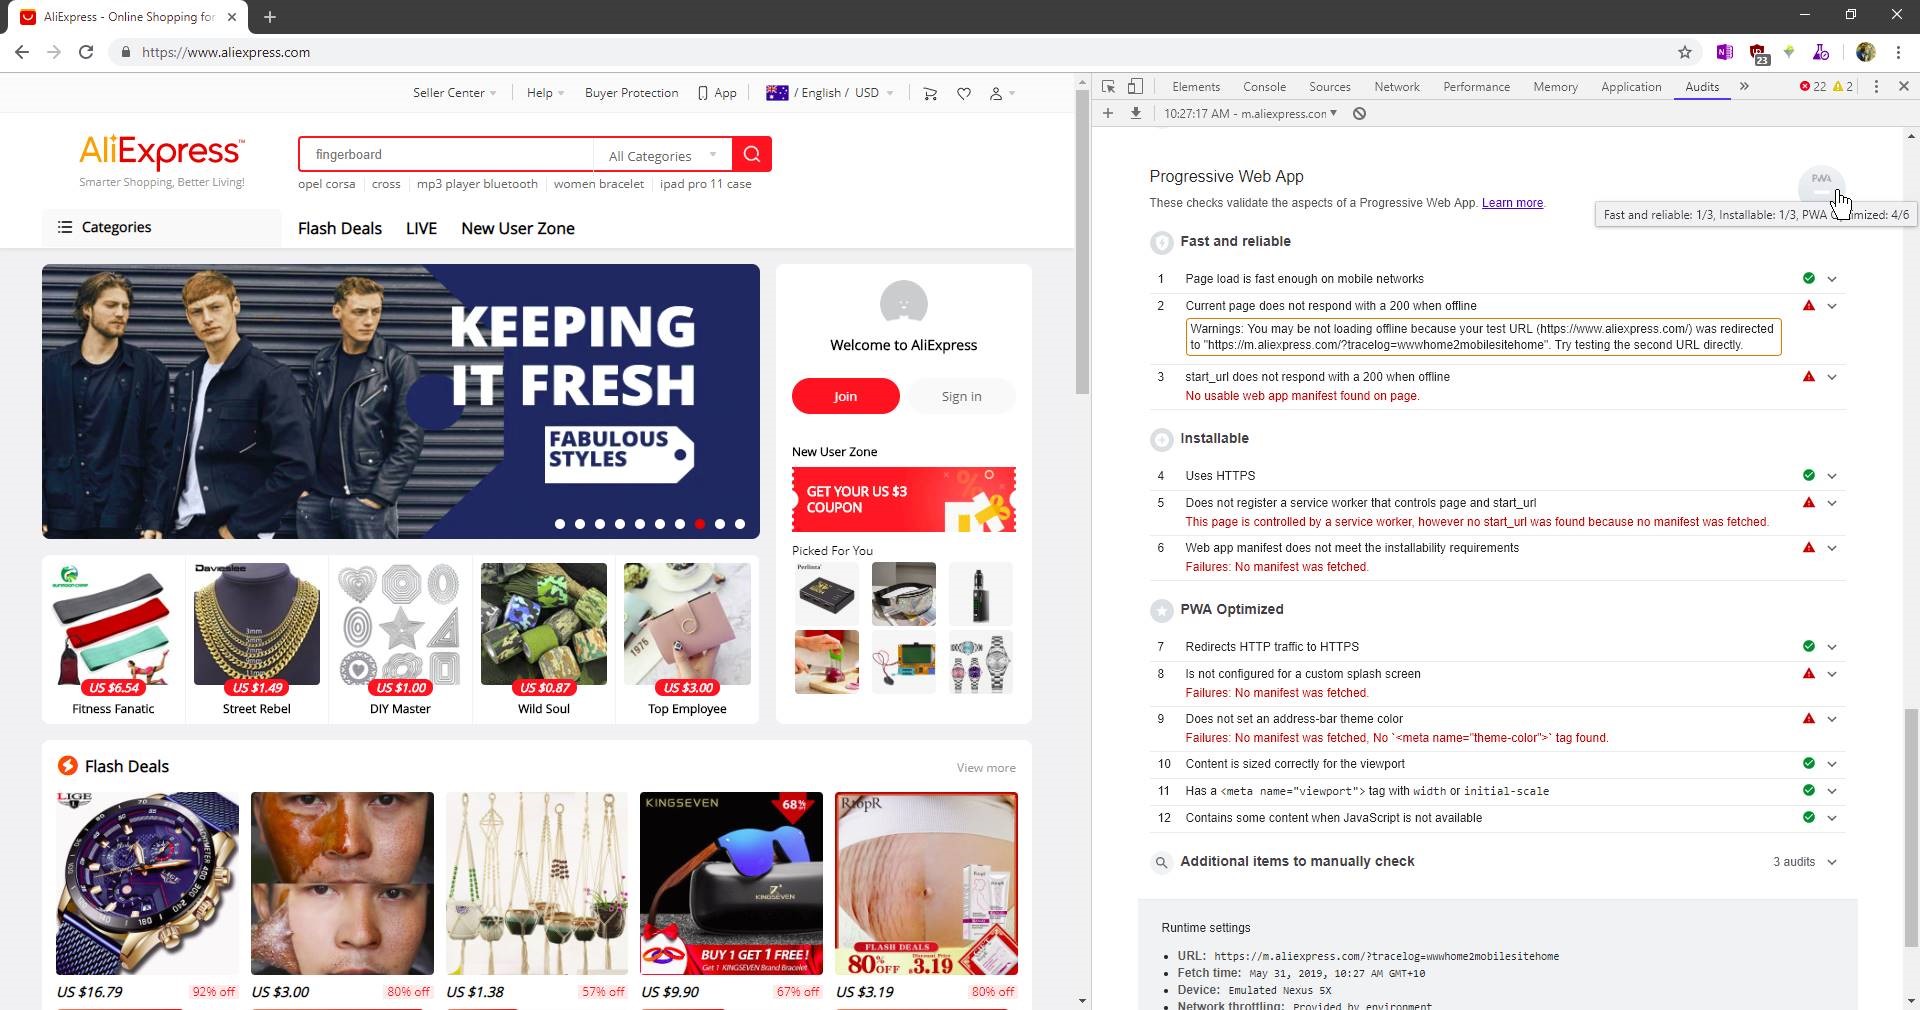 AliExpress - Online Shopping for
https://www.aliexpress.com
23
Seller Center
Help
Buyer Protection
App
/ English / USD
AliExpress™
Smarter Shopping, Better Living!
fingerboard
All Categories
opel corsa
cross
mp3 player bluetooth
women bracelet
ipad pro 11 case
Categories
Flash Deals
LIVE
New User Zone
KEEPING
IT FRESH
FABULOUS
STYLES
Welcome to AliExpress
Join
Sign in
New User Zone
GET YOUR US $3
COUPON
Picked For You
Davieslee
3mm
5mm
1975
US $6.54
US $1.49
US $1.00
US $0.87
US $3.00
Fitness Fanatic
Street Rebel
DIY Master
Wild Soul
Top Employee
Flash Deals
View more
LIGE
KINGSEVEN
68%
KINGSEVEN
BUY 1 GET 1 FREE!
Get 1 KINGSEVEN Brand Bracelet
RtopR
FLASH DEALS
80%OFF
$3.19
US $16.79
92% off
US $3.00
80% off
US $1.38
57% off
US $9.90
67% off
US $3.19
80% off
Elements
Console
Sources
Network
Performance
Memory
Application
Audits
22
2
10:27:17 AM - m.aliexpress.con
Progressive Web App
PWA
These checks validate the aspects of a Progressive Web App. Learn more.
Fast and reliable: 1/3, Installable: 1/3, PWA Optimized: 4/6
Fast and reliable
1 Page load is fast enough on mobile networks
2 Current page does not respond with a 200 when offline
Warnings: You may be not loading offline because your test URL (https://www.aliexpress.com/) was redirected
to "https://m.aliexpress.com/?tracelog=wwwhome2mobilesitehome". Try testing the second URL directly.
3 start_url does not respond with a 200 when offline
No usable web app manifest found on page.
Installable
4 Uses HTTPS
5 Does not register a service worker that controls page and start_url
This page is controlled by a service worker, however no start_url was found because no manifest was fetched.
6 Web app manifest does not meet the installability requirements
Failures: No manifest was fetched.
PWA Optimized
7 Redirects HTTP traffic to HTTPS
8 Is not configured for a custom splash screen
Failures: No manifest was fetched.
9 Does not set an address-bar theme color
Failures: No manifest was fetched, No `<meta name="theme-color">` tag found.
10 Content is sized correctly for the viewport
11 Has a <meta name="viewport"> tag with width or initial-scale
12 Contains some content when JavaScript is not available
Additional items to manually check
3 audits
Runtime settings
• URL: https://m.aliexpress.com/?tracelog=wwwhome2mobilesitehome
• Fetch time: May 31, 2019, 10:27 AM GMT+10
• Device: Emulated Nexus 5X
• Network throttling: Provided by environment